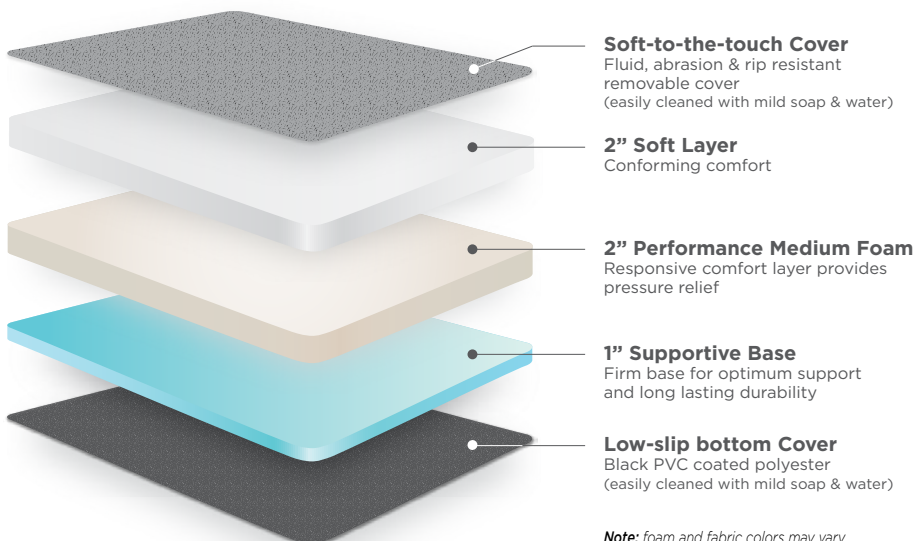 Soft-to-the-touch Cover
Fluid, abrasion & rip resistant
removable cover
(easily cleaned with mild soap & water)
2” Soft Layer
Conforming comfort
2” Performance Medium Foam
Responsive comfort layer provides
pressure relief
1” Supportive Base
Firm base for optimum support
and long lasting durability
Low-slip bottom Cover
Black PVC coated polyester
(easily cleaned with mild soap & water)
Note: foam and fabric colors may vary